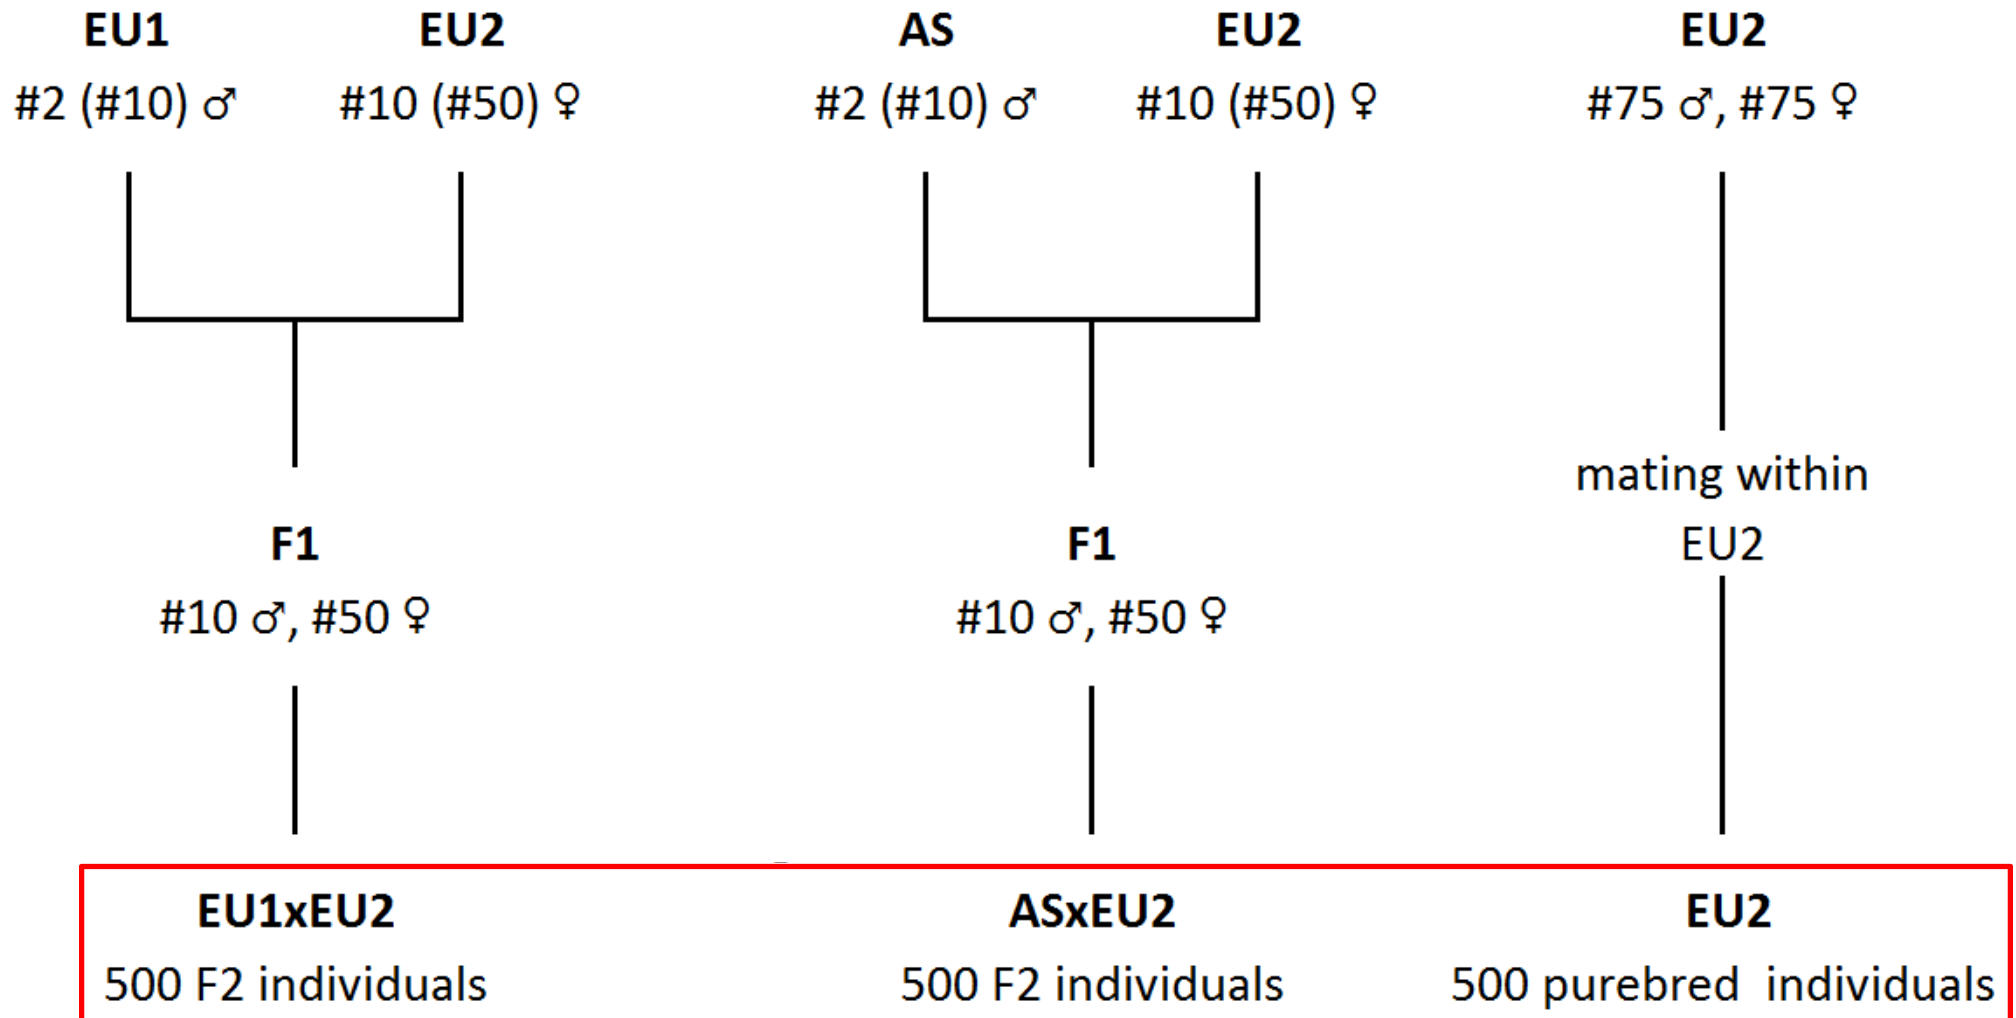 EU1 EU2 AS EU2 EU2
#2 (#10) ♂ #10 (#50) ♀ #2 (#10) ♂ #10 (#50) ♀ #75 ♂, #75 ♀
mating within
F1 F1 EU2
#10 ♂, #50 ♀ #10 ♂, #50 ♀
EU1xEU2 ASxEU2 EU2
500 F2 individuals 500 F2 individuals 500 purebred individuals